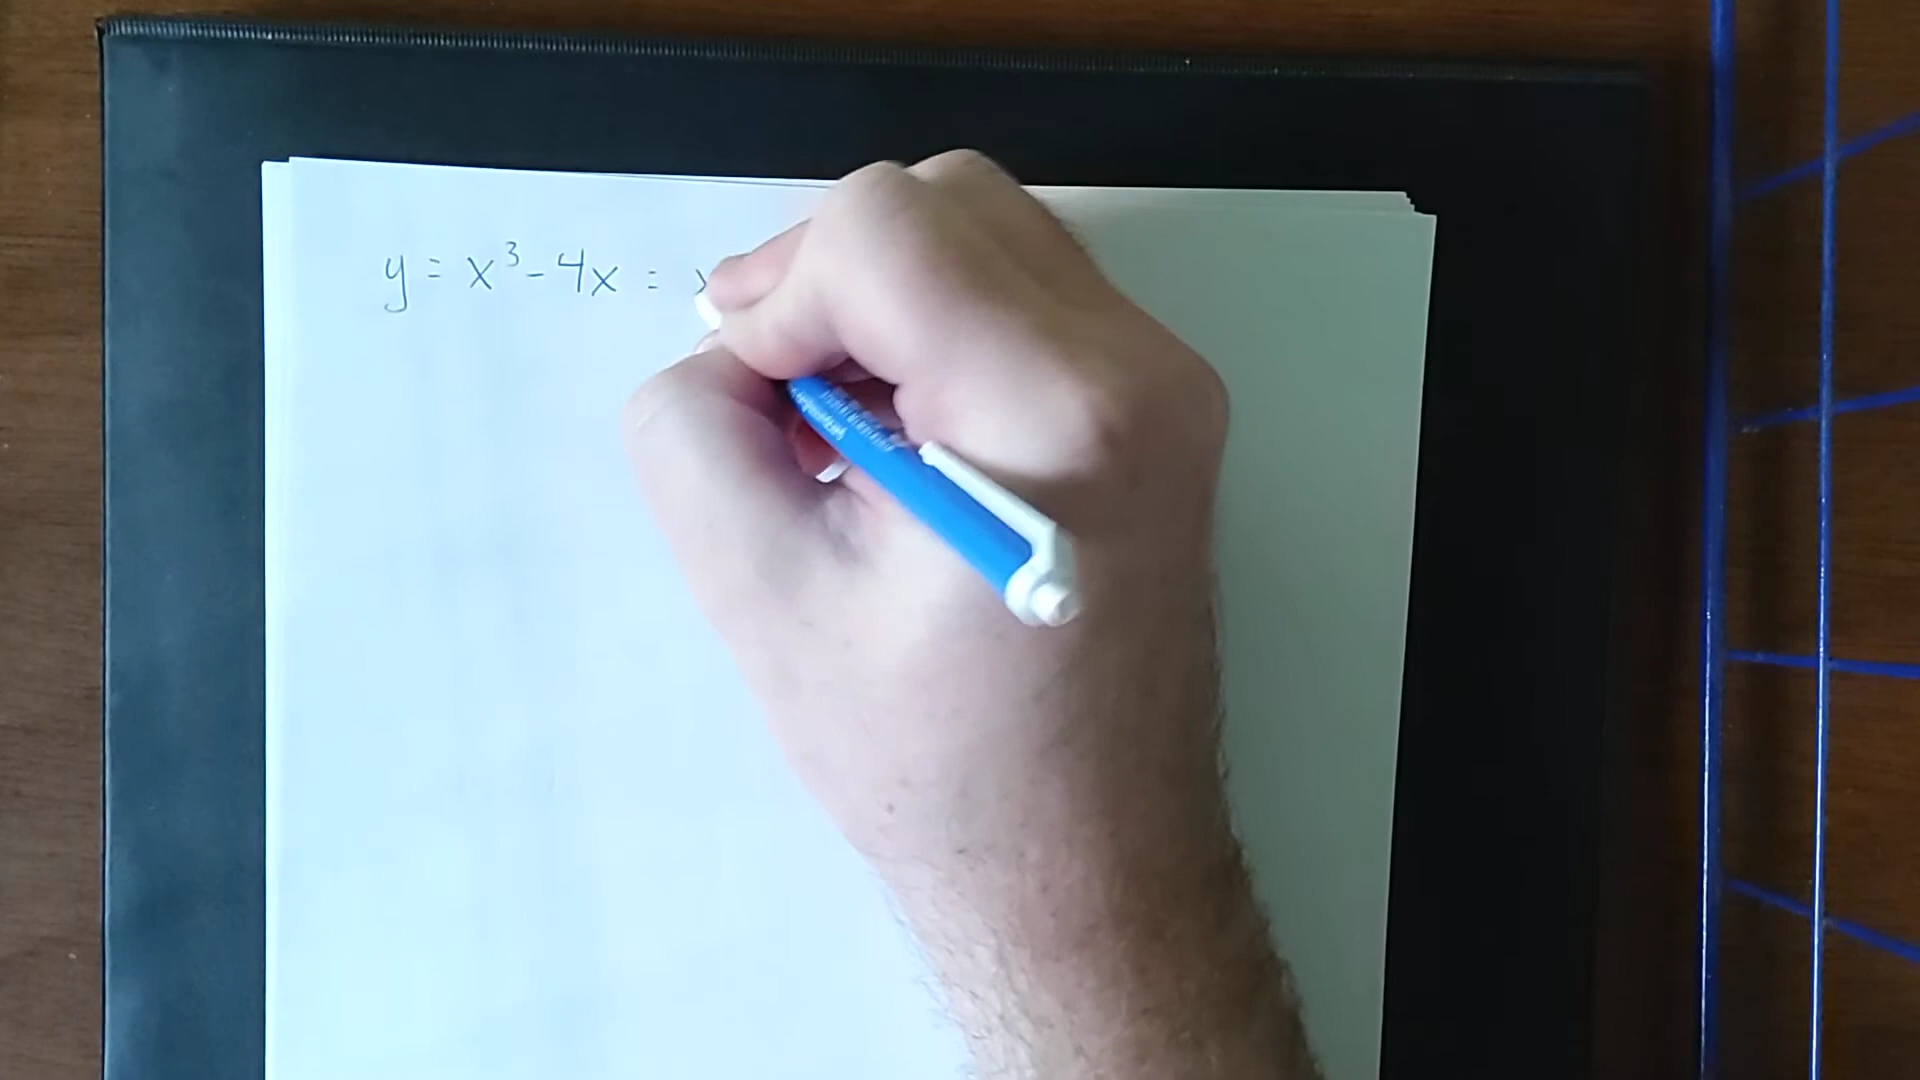 y = x³ - 4x = x